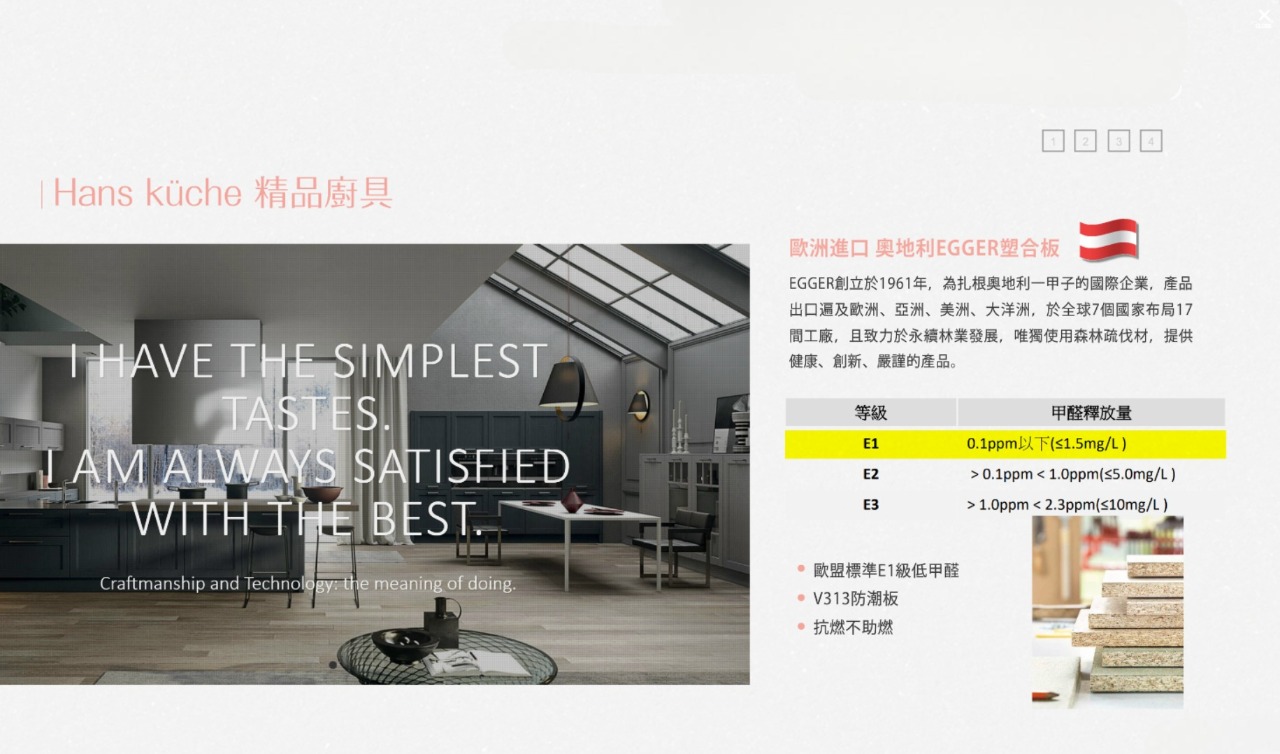 1 2 3 4
Hans küche 精品廚具
I HAVE THE SIMPLEST
TASTES.
I AM ALWAYS SATISFIED
WITH THE BEST.
Craftmanship and Technology: the meaning of doing.
歐洲進口 奧地利EGGER塑合板
EGGER創立於1961年，為扎根奧地利一甲子的國際企業，產品
出口遍及歐洲、亞洲、美洲、大洋洲，於全球7個國家布局17
間工廠，且致力於永續林業發展，唯獨使用森林疏伐材，提供
健康、創新、嚴謹的產品。
等級 甲醛釋放量
E1 0.1ppm以下(≤1.5mg/L )
E2 > 0.1ppm < 1.0ppm(≤5.0mg/L )
E3 > 1.0ppm < 2.3ppm(≤10mg/L )
歐盟標準E1級低甲醛
V313防潮板
抗燃不助燃